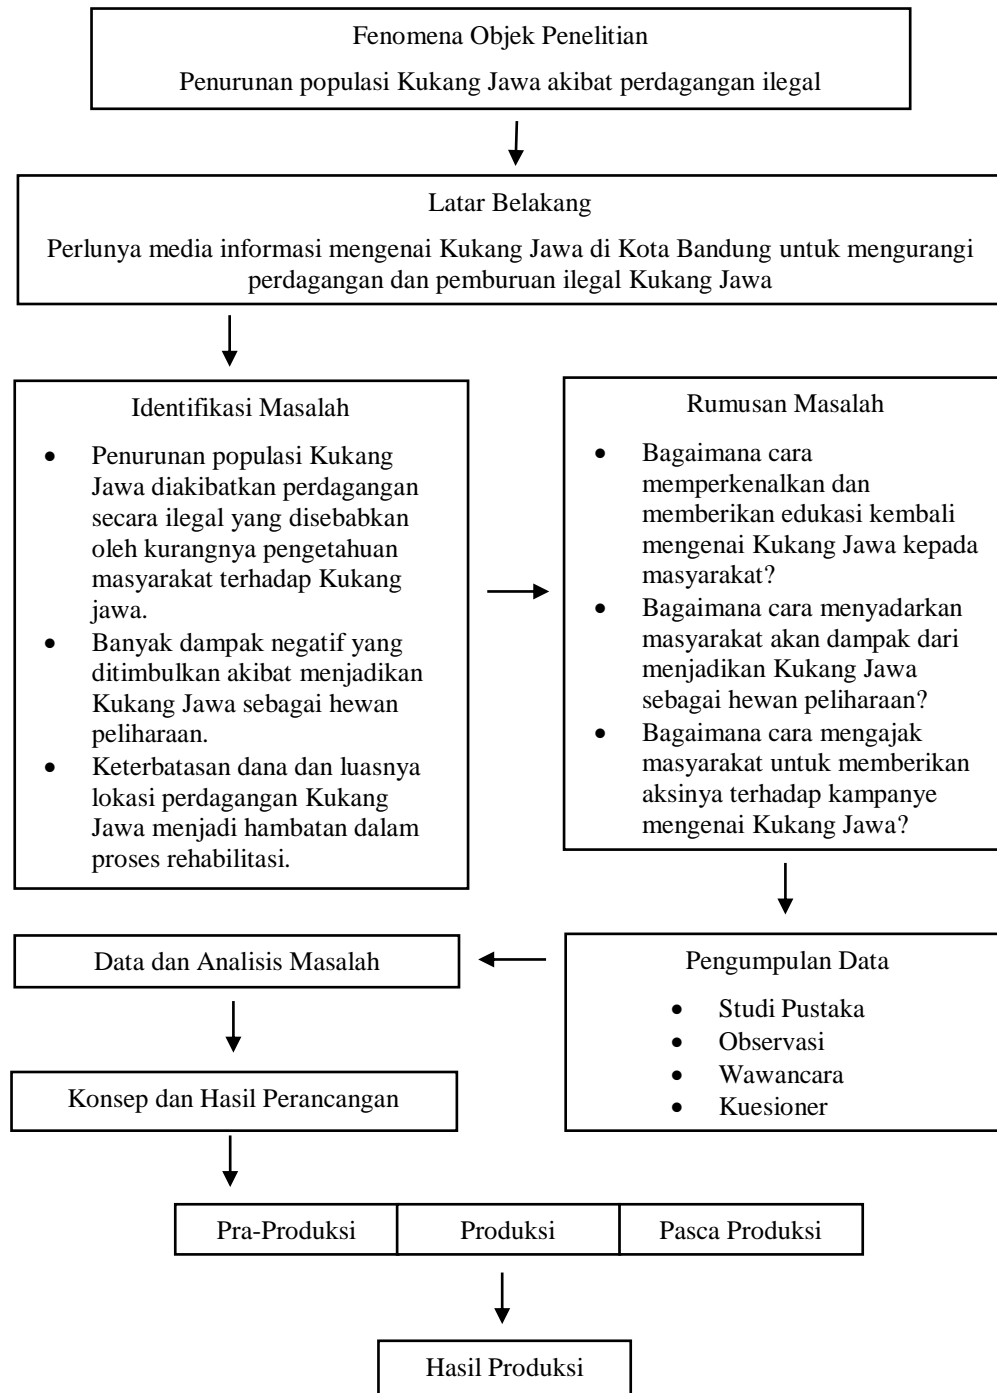 Fenomena Objek Penelitian
Penurunan populasi Kukang Jawa akibat perdagangan ilegal
Latar Belakang
Perlunya media informasi mengenai Kukang Jawa di Kota Bandung untuk mengurangi
perdagangan dan pemburuan ilegal Kukang Jawa
Identifikasi Masalah
• Penurunan populasi Kukang
Jawa diakibatkan perdagangan
secara ilegal yang disebabkan
oleh kurangnya pengetahuan
masyarakat terhadap Kukang
jawa.
• Banyak dampak negatif yang
ditimbulkan akibat menjadikan
Kukang Jawa sebagai hewan
peliharaan.
• Keterbatasan dana dan luasnya
lokasi perdagangan Kukang
Jawa menjadi hambatan dalam
proses rehabilitasi.
Rumusan Masalah
• Bagaimana cara
memperkenalkan dan
memberikan edukasi kembali
mengenai Kukang Jawa kepada
masyarakat?
• Bagaimana cara menyadarkan
masyarakat akan dampak dari
menjadikan Kukang Jawa
sebagai hewan peliharaan?
• Bagaimana cara mengajak
masyarakat untuk memberikan
aksinya terhadap kampanye
mengenai Kukang Jawa?
Pengumpulan Data
• Studi Pustaka
• Observasi
• Wawancara
• Kuesioner
Data dan Analisis Masalah
Konsep dan Hasil Perancangan
Pra-Produksi
Produksi
Pasca Produksi
Hasil Produksi